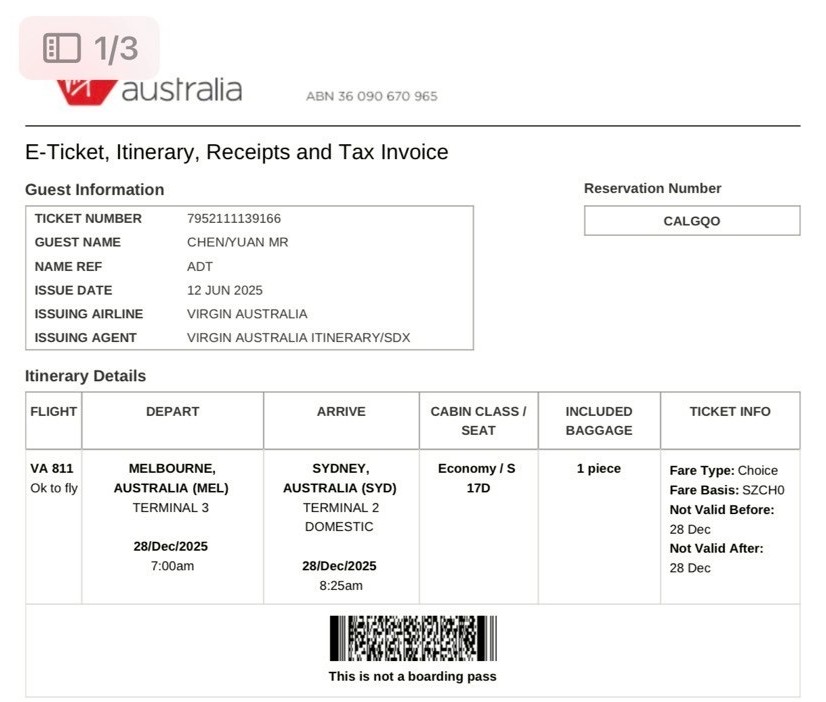 1/3
australia
ABN 36 090 670 965
E-Ticket, Itinerary, Receipts and Tax Invoice
Guest Information
Reservation Number
TICKET NUMBER 7952111139166
CALGQO
GUEST NAME CHEN/YUAN MR
NAME REF ADT
ISSUE DATE 12 JUN 2025
ISSUING AIRLINE VIRGIN AUSTRALIA
ISSUING AGENT VIRGIN AUSTRALIA ITINERARY/SDX
Itinerary Details
FLIGHT
DEPART
ARRIVE
CABIN CLASS /
SEAT
INCLUDED
BAGGAGE
TICKET INFO
VA 811
Ok to fly
MELBOURNE,
AUSTRALIA (MEL)
TERMINAL 3
28/Dec/2025
7:00am
SYDNEY,
AUSTRALIA (SYD)
TERMINAL 2
DOMESTIC
28/Dec/2025
8:25am
Economy / S
17D
1 piece
Fare Type: Choice
Fare Basis: SZCH0
Not Valid Before:
28 Dec
Not Valid After:
28 Dec
This is not a boarding pass